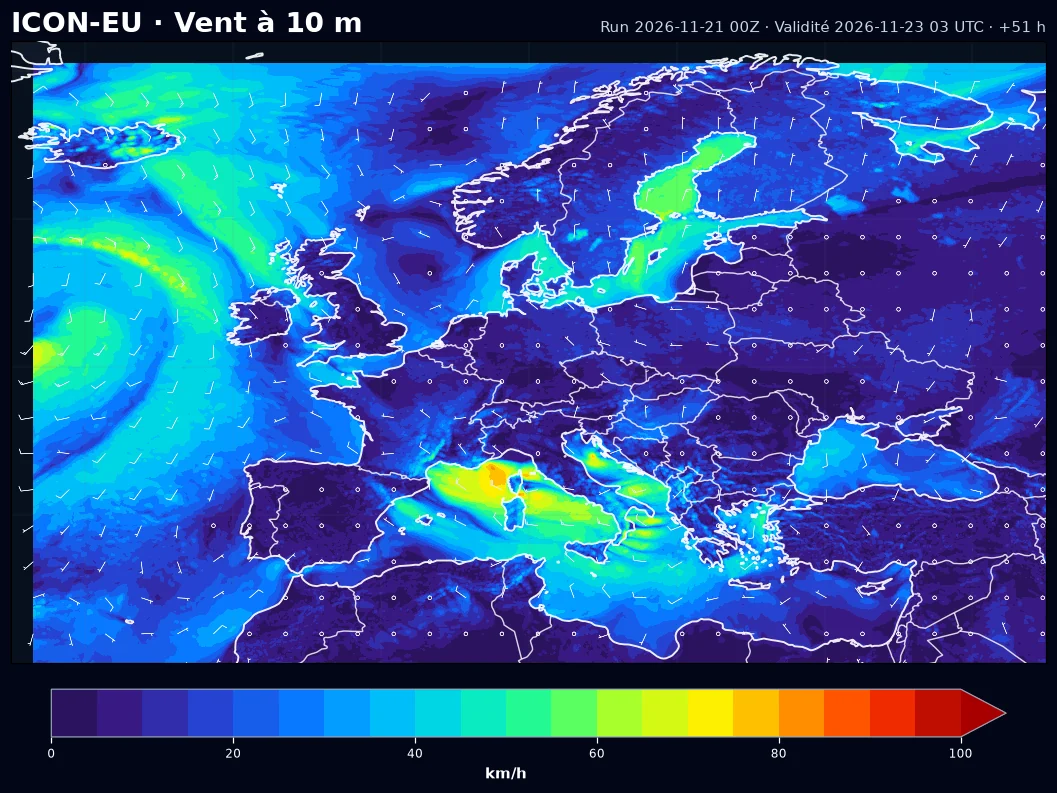 ICON-EU · Vent à 10 m
Run 2026-11-21 00Z · Validité 2026-11-23 03 UTC · +51 h
0 20 40 60 80 100
km/h